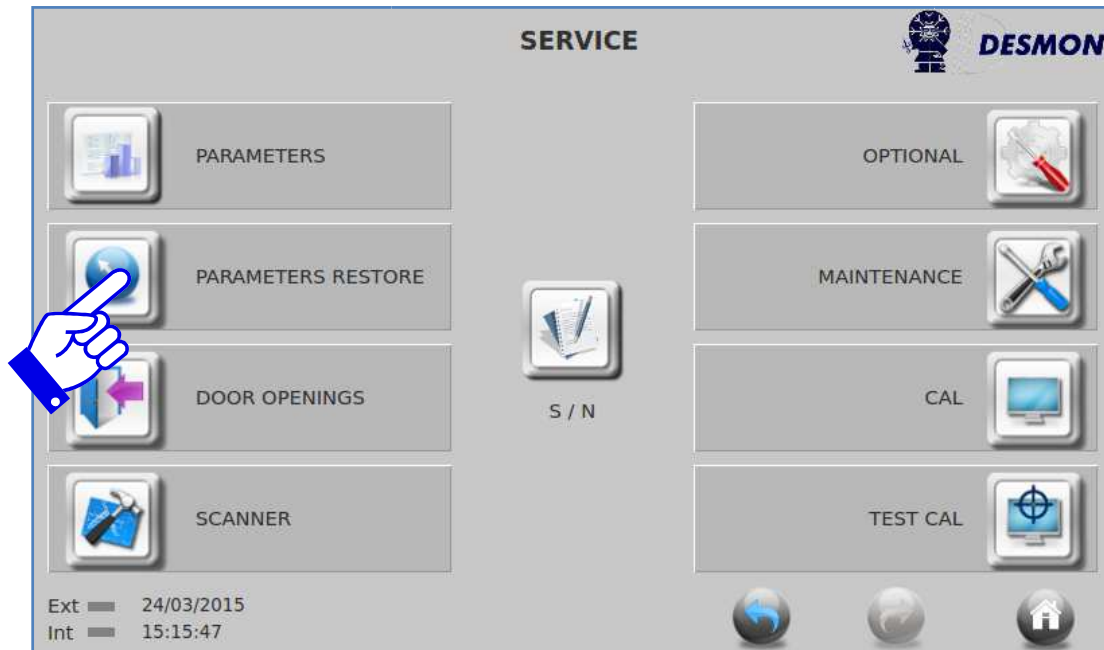 SERVICE
DESMON
PARAMETERS
OPTIONAL
PARAMETERS RESTORE
MAINTENANCE
DOOR OPENINGS
S / N
CAL
SCANNER
TEST CAL
Ext 24/03/2015
Int 15:15:47